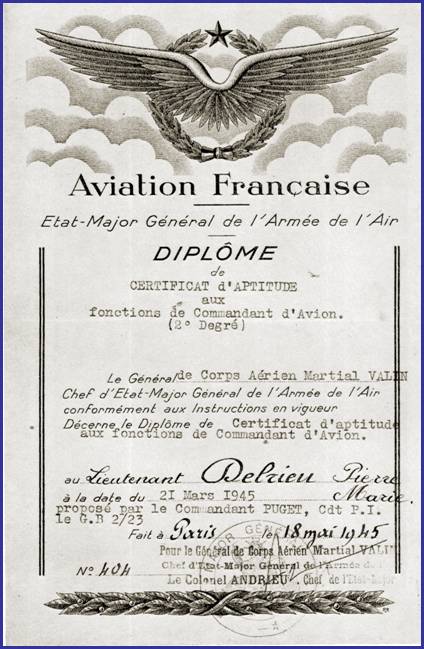 Aviation Française
Etat-Major Général de l'Armée de l'Air
DIPLÔME
de
CERTIFICAT d'APTITUDE
aux
fonctions de Commandant d'Avion.
(2° Degré)
Le Général de Corps Aérien Martial VALIN
Chef d'Etat-Major Général de l'Armée de l'Air
conformément aux Instructions en vigueur
Décerne le Diplôme de Certificat d'aptitude
aux fonctions de Commandant d'Avion.
au Lieutenant Delrieu Pierre
à la date du 21 Mars 1945 Marie.
proposé par le Commandant PUGET, Cdt P.I.
le G.B 2/23
Fait à Paris le 18 mai 1945
Pour le Général de Corps Aérien Martial VALI
Chef d'Etat-Major Général de l'Armée de l'
N° 404 Le Colonel ANDRIEU, Chef de l'Etat-Major